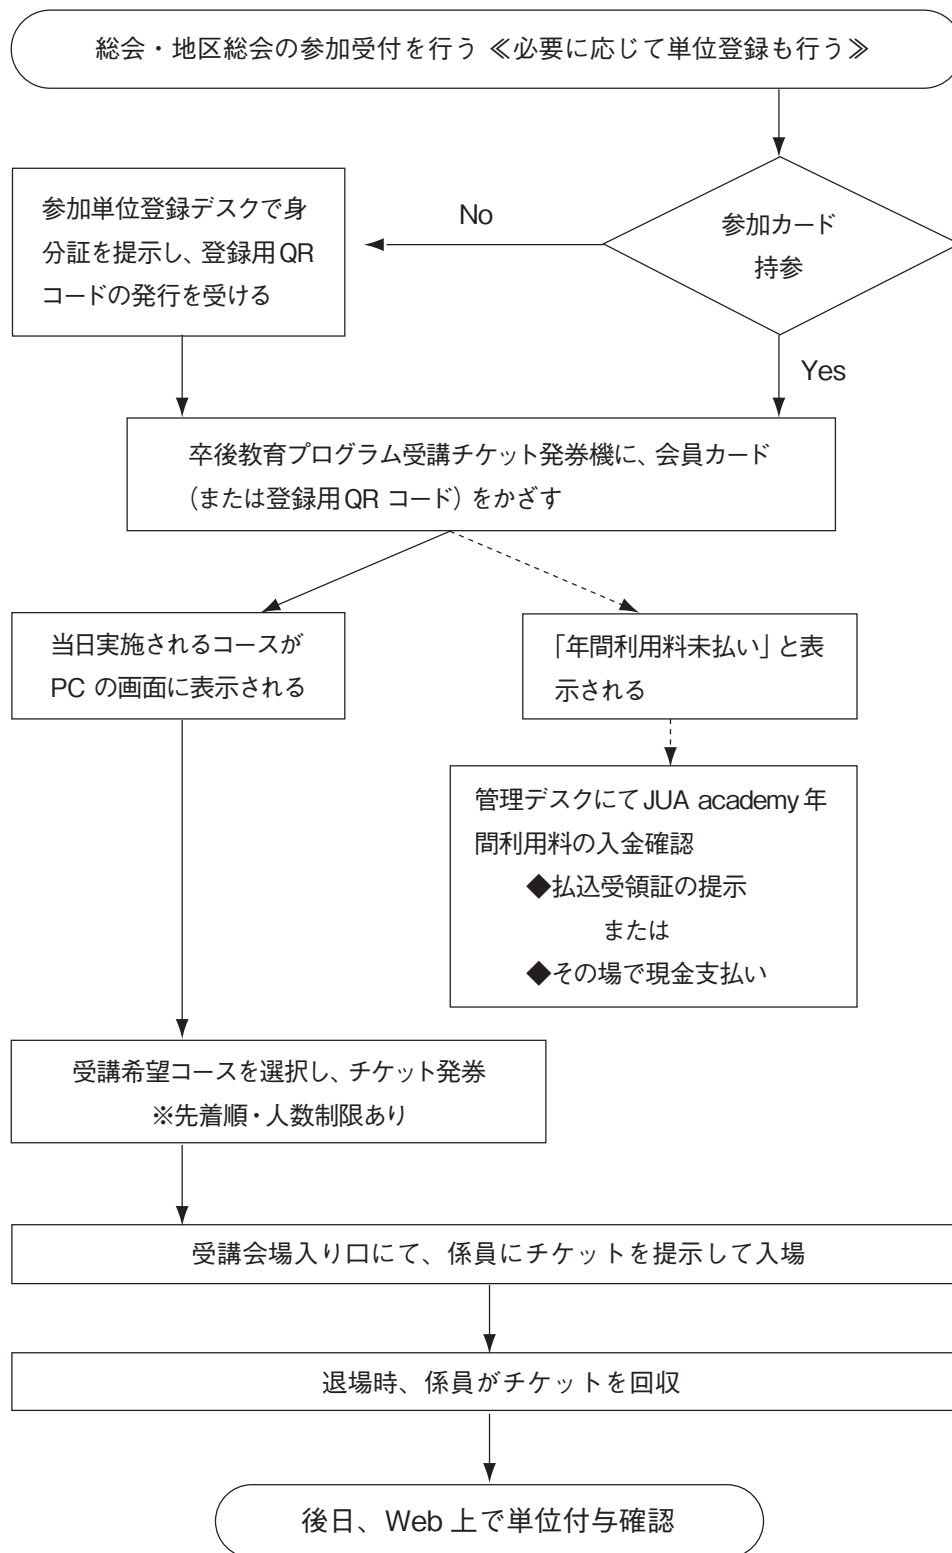 総会・地区総会の参加受付を行う ≪必要に応じて単位登録も行う≫
参加カード
持参
No
Yes
参加単位登録デスクで身
分証を提示し、登録用QR
コードの発行を受ける
卒後教育プログラム受講チケット発券機に、会員カード
（または登録用QR コード）をかざす
当日実施されるコースが
PC の画面に表示される
「年間利用料未払い」と表
示される
管理デスクにてJUA academy年
間利用料の入金確認
◆払込受領証の提示
または
◆その場で現金支払い
受講希望コースを選択し、チケット発券
※先着順・人数制限あり
受講会場入り口にて、係員にチケットを提示して入場
退場時、係員がチケットを回収
後日、Web 上で単位付与確認